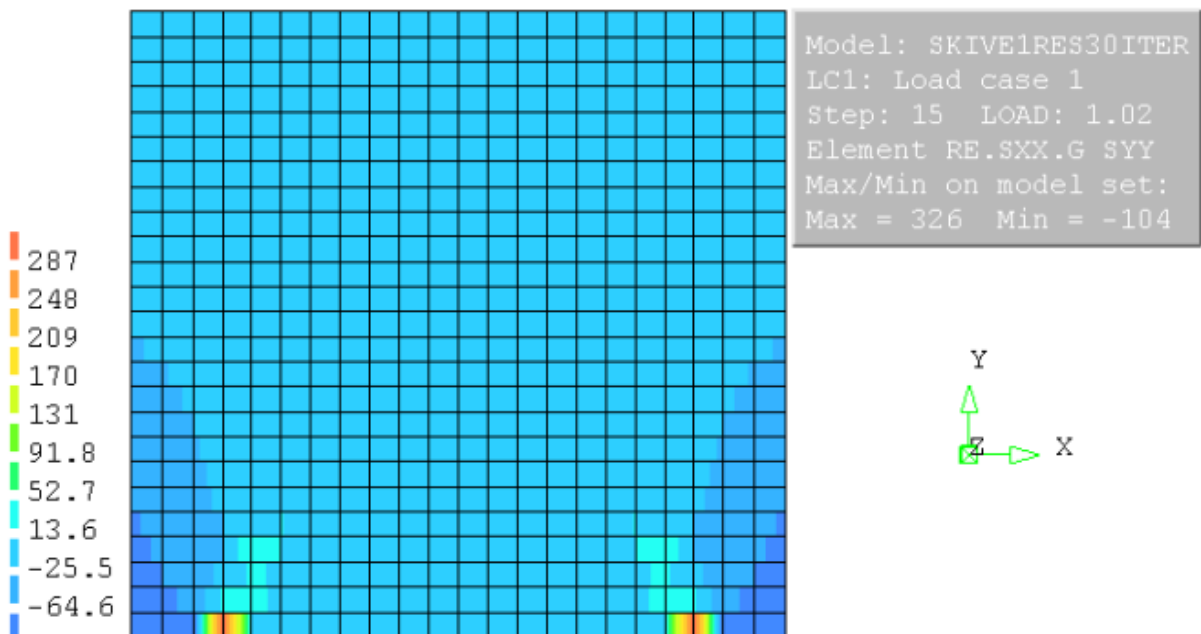 Model: SKIVE1RES30ITER
LC1: Load case 1
Step: 15 LOAD: 1.02
Element RE.SXX.G SYY
Max/Min on model set:
Max = 326 Min = -104
287
248
209
170
131
91.8
52.7
13.6
-25.5
-64.6
Y
Z X